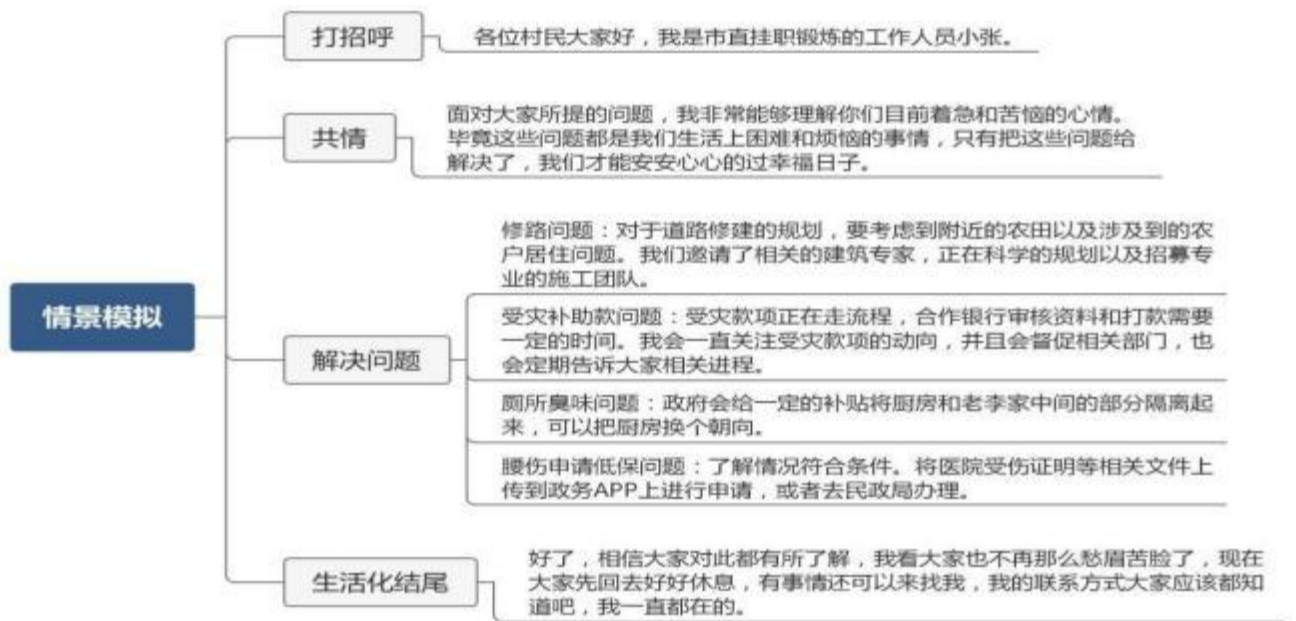 打招呼
各位村民大家好，我是市直挂职锻炼的工作人员小张。
共情
面对大家所提的问题，我非常能够理解你们目前着急和苦恼的心情。
毕竟这些问题都是我们生活上困难和烦恼的事情，只有把这些问题给
解决了，我们才能安安心心的过幸福日子。
情景模拟
解决问题
修路问题：对于道路修建的规划，要考虑到附近的农田以及涉及到的农
户居住问题。我们邀请了相关的建筑专家，正在科学的规划以及招募专
业的施工团队。
受灾补助款问题：受灾款项正在走流程，合作银行审核资料和打款需要
一定的时间。我会一直关注受灾款项的动向，并且会督促相关部门，也
会定期告诉大家相关进程。
厕所臭味问题：政府会给一定的补贴将厨房和老李家中间的部分隔离起
来，可以把厨房换个朝向。
腰伤申请低保问题：了解情况符合条件。将医院受伤证明等相关文件上
传到政务APP上进行申请，或者去民政局办理。
生活化结尾
好了，相信大家对此都有所了解，我看大家也不再那么愁眉苦脸了，现在
大家先回去好好休息，有事情还可以来找我，我的联系方式大家应该都知
道吧，我一直都在的。